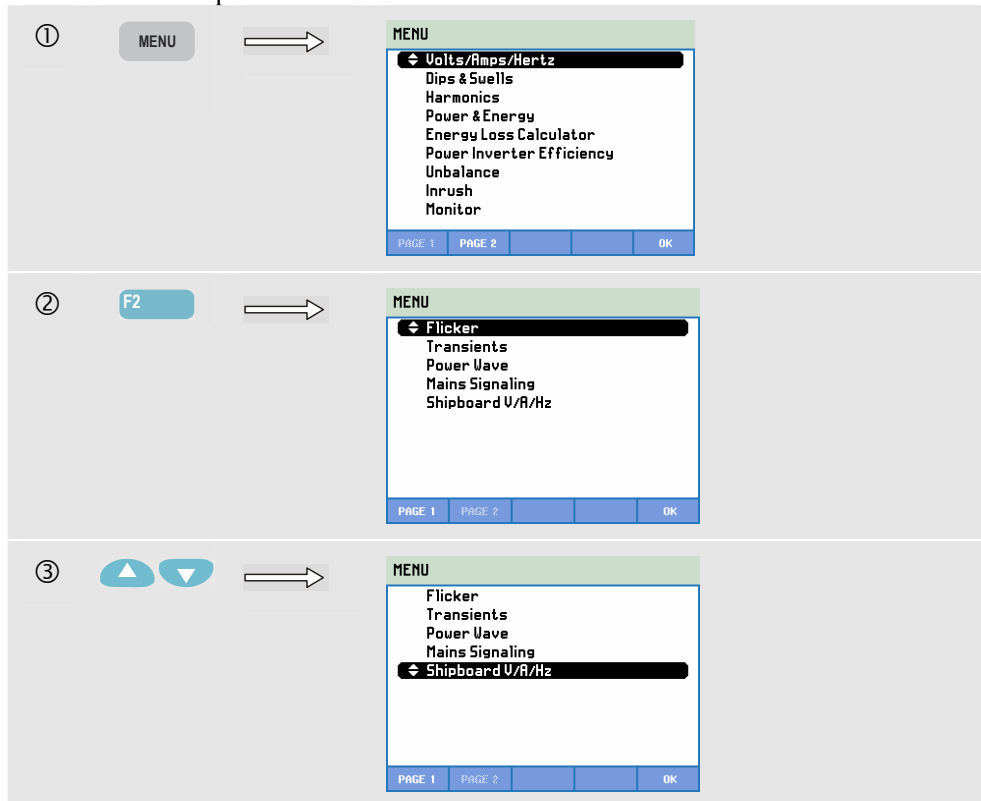 ① MENU
MENU
Volts/Amps/Hertz
Dips & Swells
Harmonics
Power & Energy
Energy Loss Calculator
Power Inverter Efficiency
Unbalance
Inrush
Monitor
PAGE 1 PAGE 2 OK
② F2
MENU
Flicker
Transients
Power Wave
Mains Signaling
Shipboard V/A/Hz
PAGE 1 PAGE 2 OK
③
MENU
Flicker
Transients
Power Wave
Mains Signaling
Shipboard V/A/Hz
PAGE 1 PAGE 2 OK